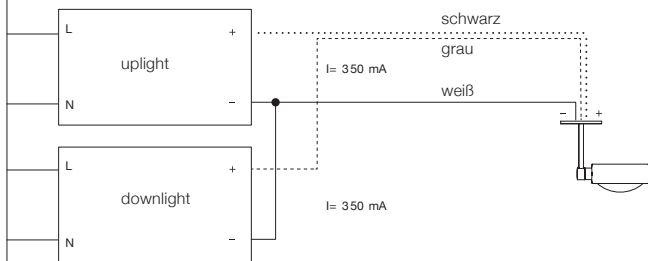 schwarz
L
+
uplight
grau
I= 350 mA
weiß
N
–
– +
L
+
downlight
I= 350 mA
N
–